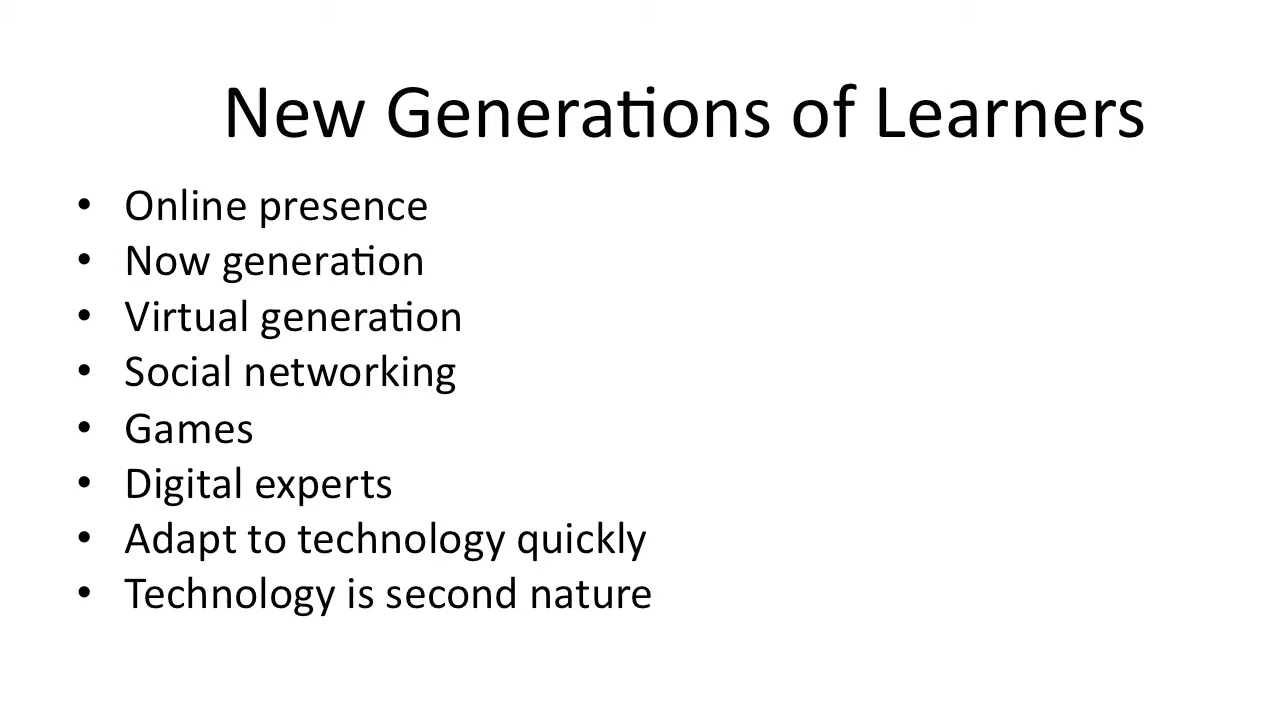 New Generations of Learners
• Online presence
• Now generation
• Virtual generation
• Social networking
• Games
• Digital experts
• Adapt to technology quickly
• Technology is second nature